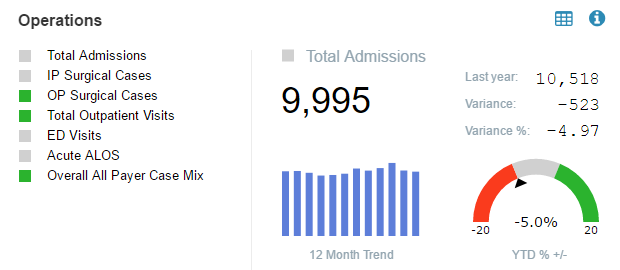 Operations
Total Admissions
IP Surgical Cases
OP Surgical Cases
Total Outpatient Visits
ED Visits
Acute ALOS
Overall All Payer Case Mix
Total Admissions
9,995
12 Month Trend
Last year: 10,518
Variance: -523
Variance %: -4.97
-5.0%
-20 20
YTD % +/-